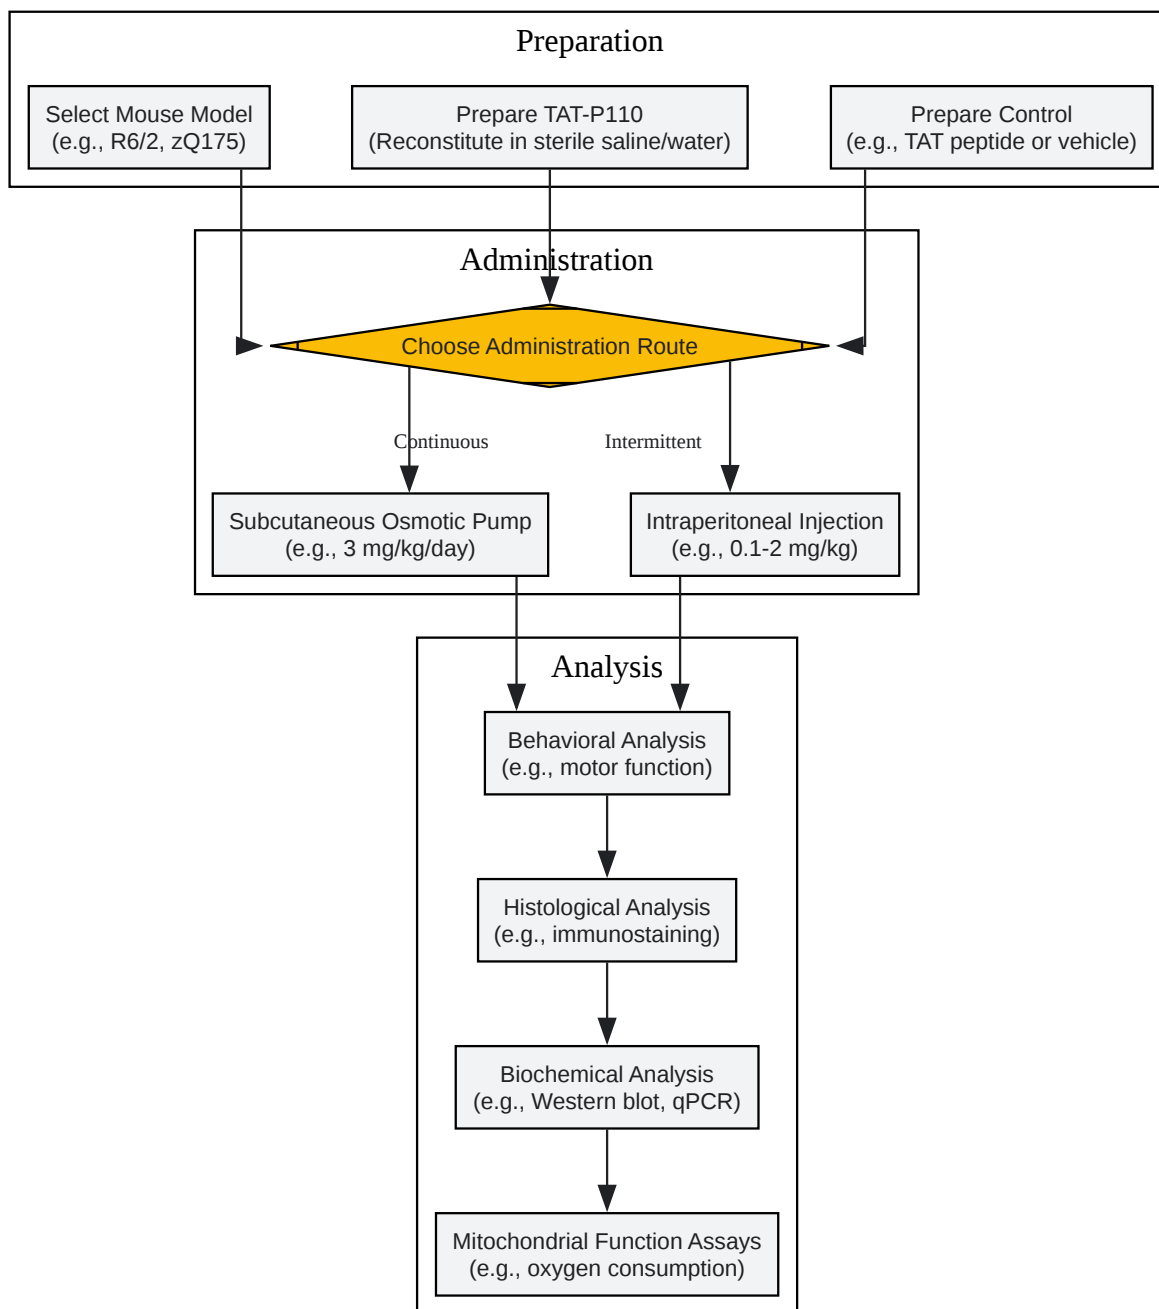 Preparation
Select Mouse Model
(e.g., R6/2, zQ175)
Prepare TAT-P110
(Reconstitute in sterile saline/water)
Prepare Control
(e.g., TAT peptide or vehicle)
Administration
Choose Administration Route
Continuous
Intermittent
Subcutaneous Osmotic Pump
(e.g., 3 mg/kg/day)
Intraperitoneal Injection
(e.g., 0.1-2 mg/kg)
Analysis
Behavioral Analysis
(e.g., motor function)
Histological Analysis
(e.g., immunostaining)
Biochemical Analysis
(e.g., Western blot, qPCR)
Mitochondrial Function Assays
(e.g., oxygen consumption)